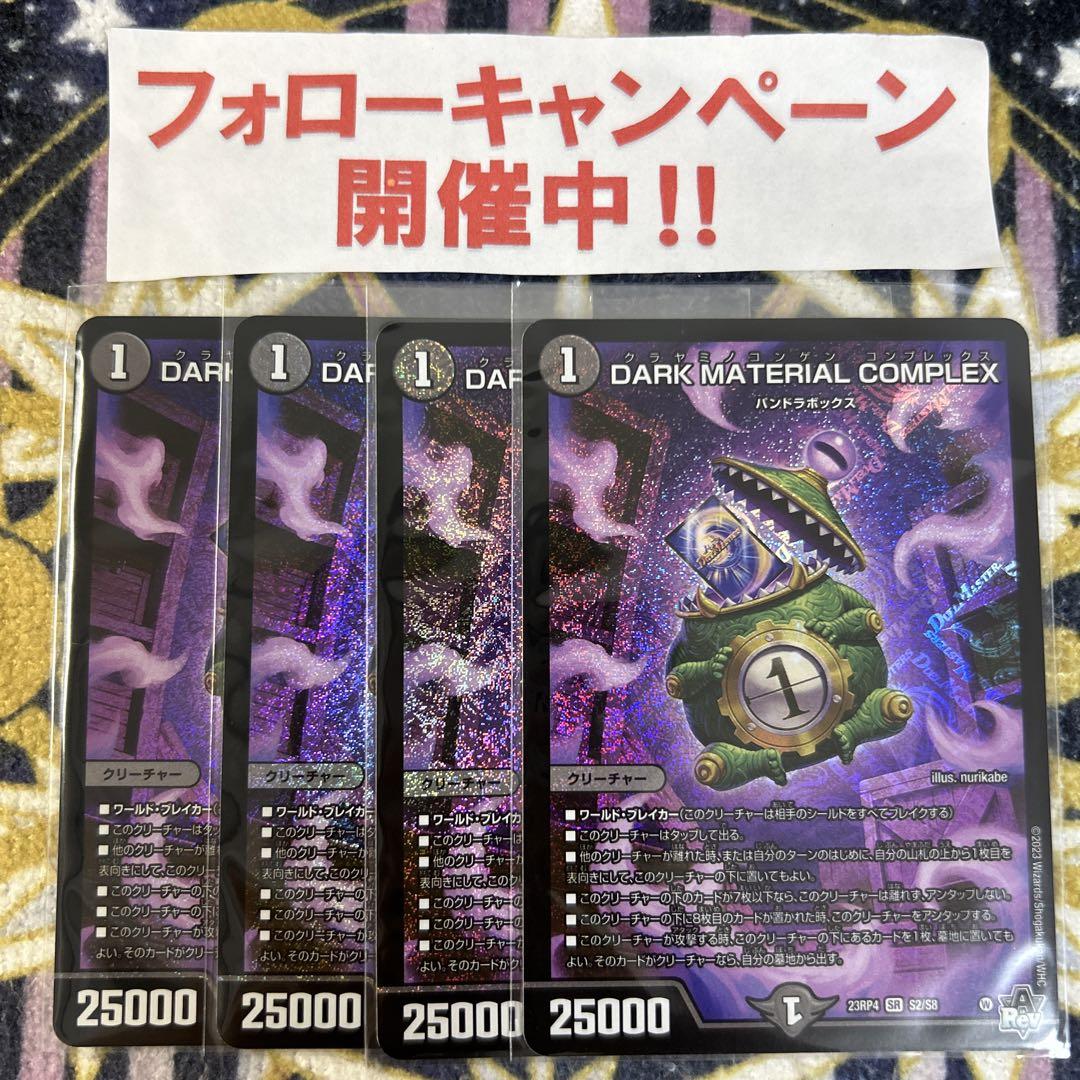 フォローキャンペーン
開催中!!
1
DARK
1
DAR
1
DAR
1
クラヤミノコンゲン コンプレックス
DARK MATERIAL COMPLEX
パンドラボックス
1
DUEL MASTERS
illus. nurikabe
クリーチャー
クリーチャー
クリーチャー
クリーチャー
■ワールド・ブレイカー(このクリーチャーは相手のシールドをすべてブレイクする)
■このクリーチャーはタップして出る。
■他のクリーチャーが離れた時、または自分のターンのはじめに、自分の山札の上から1枚目を
表向きにして、このクリーチャーの下に置いてもよい。
■このクリーチャーの下のカードが7枚以下なら、このクリーチャーは離れず、アンタップしない。
■このクリーチャーの下に8枚目のカードが置かれた時、このクリーチャーをアンタップする。
■このクリーチャーが攻撃する時、このクリーチャーの下にあるカードを1枚、墓地に置いても
よい。そのカードがクリーチャーなら、自分の墓地から出す。
25000
25000
2500
25000
23RP4 SR S2/S8
W
Rev